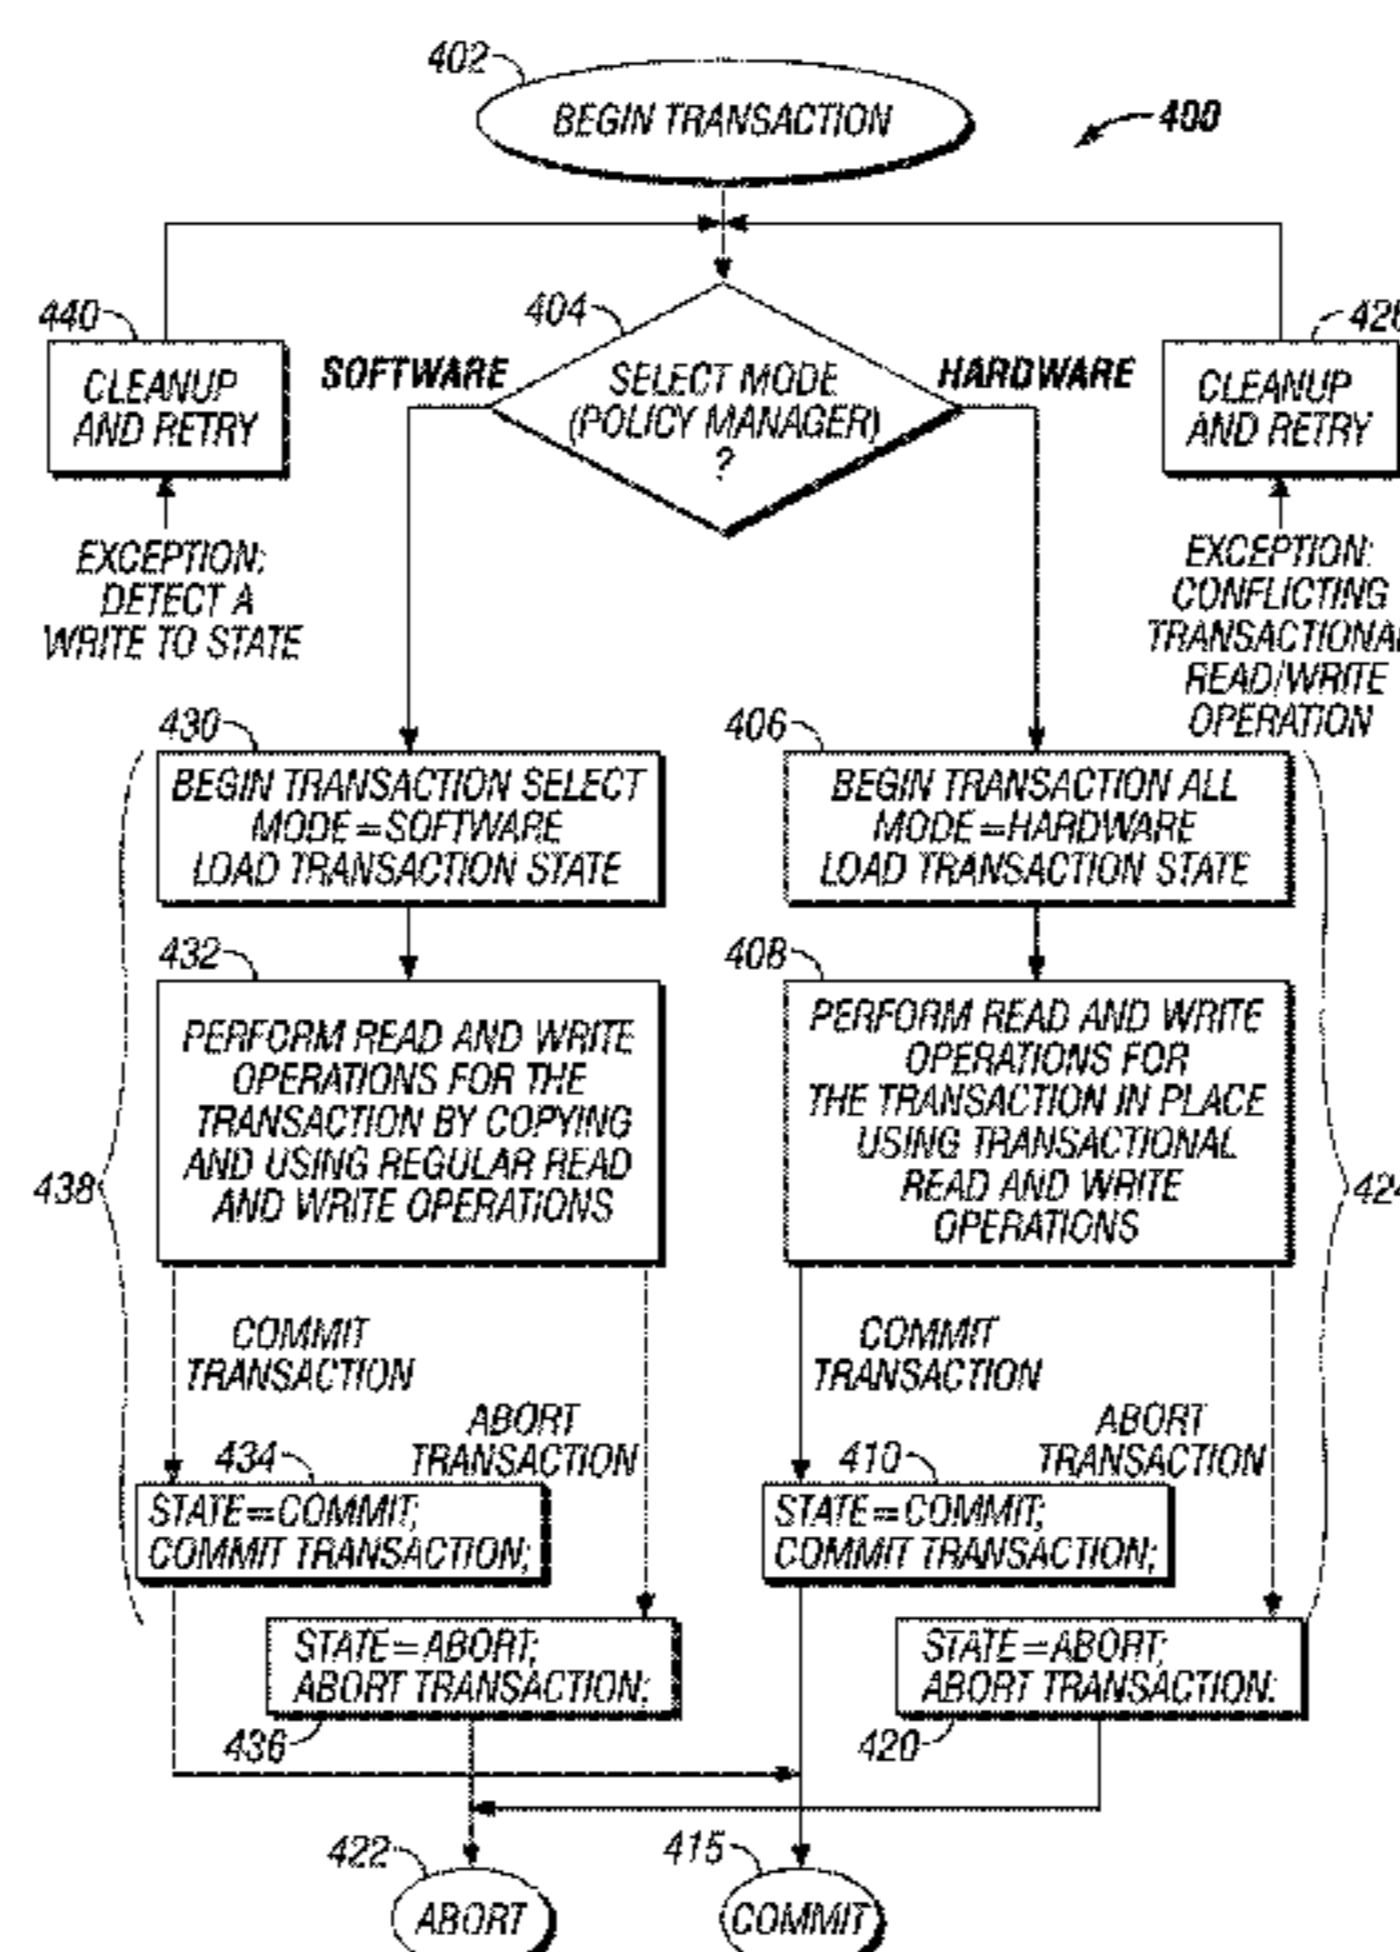 402
BEGIN TRANSACTION
400
440
404
CLEANUP
AND RETRY
SOFTWARE
SELECT MODE
(POLICY MANAGER)
?
HARDWARE
CLEANUP
AND RETRY
EXCEPTION:
DETECT A
WRITE TO STATE
EXCEPTION:
CONFLICTING
TRANSACTIONAL
READ/WRITE
OPERATION
430
BEGIN TRANSACTION SELECT
MODE=SOFTWARE
LOAD TRANSACTION STATE
406
BEGIN TRANSACTION ALL
MODE=HARDWARE
LOAD TRANSACTION STATE
432
PERFORM READ AND WRITE
OPERATIONS FOR THE
TRANSACTION BY COPYING
AND USING REGULAR READ
AND WRITE OPERATIONS
408
PERFORM READ AND WRITE
OPERATIONS FOR
THE TRANSACTION IN PLACE
USING TRANSACTIONAL
READ AND WRITE
OPERATIONS
438
424
COMMIT
TRANSACTION
ABORT
TRANSACTION
COMMIT
TRANSACTION
ABORT
TRANSACTION
434
STATE=COMMIT;
COMMIT TRANSACTION;
410
STATE=COMMIT;
COMMIT TRANSACTION;
STATE=ABORT;
ABORT TRANSACTION;
436
STATE=ABORT;
ABORT TRANSACTION;
420
422
ABORT
415
COMMIT